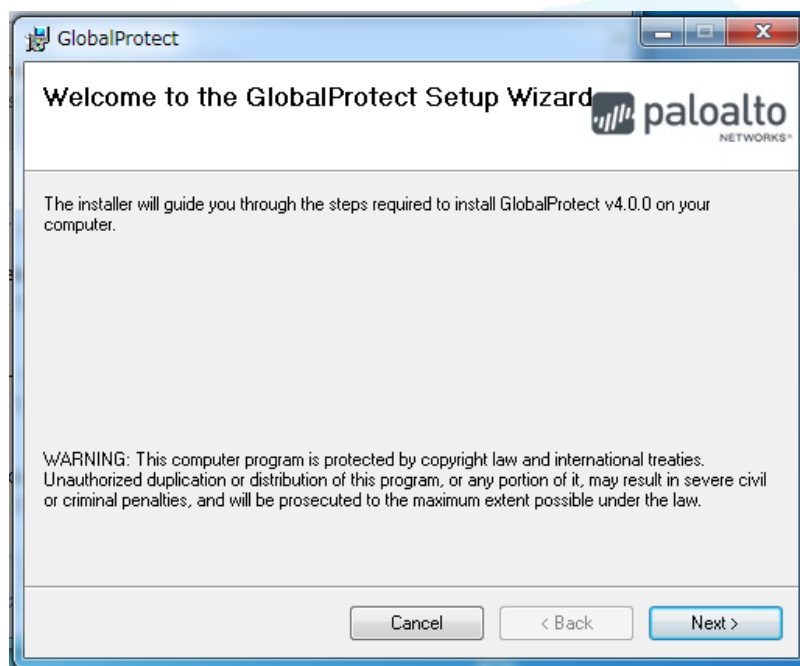 GlobalProtect
Welcome to the GlobalProtect Setup Wizard
paloalto
NETWORKS®
The installer will guide you through the steps required to install GlobalProtect v4.0.0 on your
computer.
WARNING: This computer program is protected by copyright law and international treaties.
Unauthorized duplication or distribution of this program, or any portion of it, may result in severe civil
or criminal penalties, and will be prosecuted to the maximum extent possible under the law.
Cancel
< Back
Next >